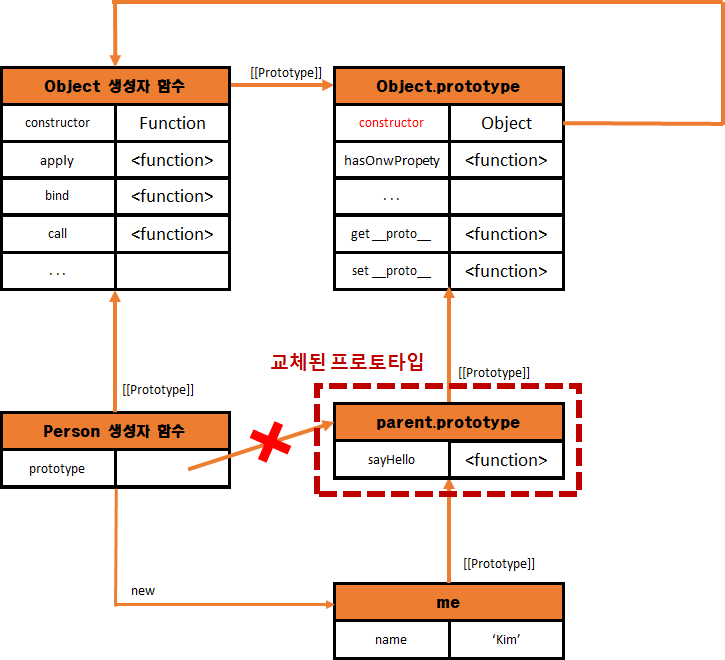 [[Prototype]]
Object 생성자 함수
constructor Function
apply <function>
bind <function>
call <function>
. . .
Object.prototype
constructor Object
hasOnwPropety <function>
. . .
get __proto__ <function>
set __proto__ <function>
교체된 프로토타입
[[Prototype]]
[[Prototype]]
Person 생성자 함수
prototype
parent.prototype
sayHello <function>
[[Prototype]]
new
me
name ‘Kim’